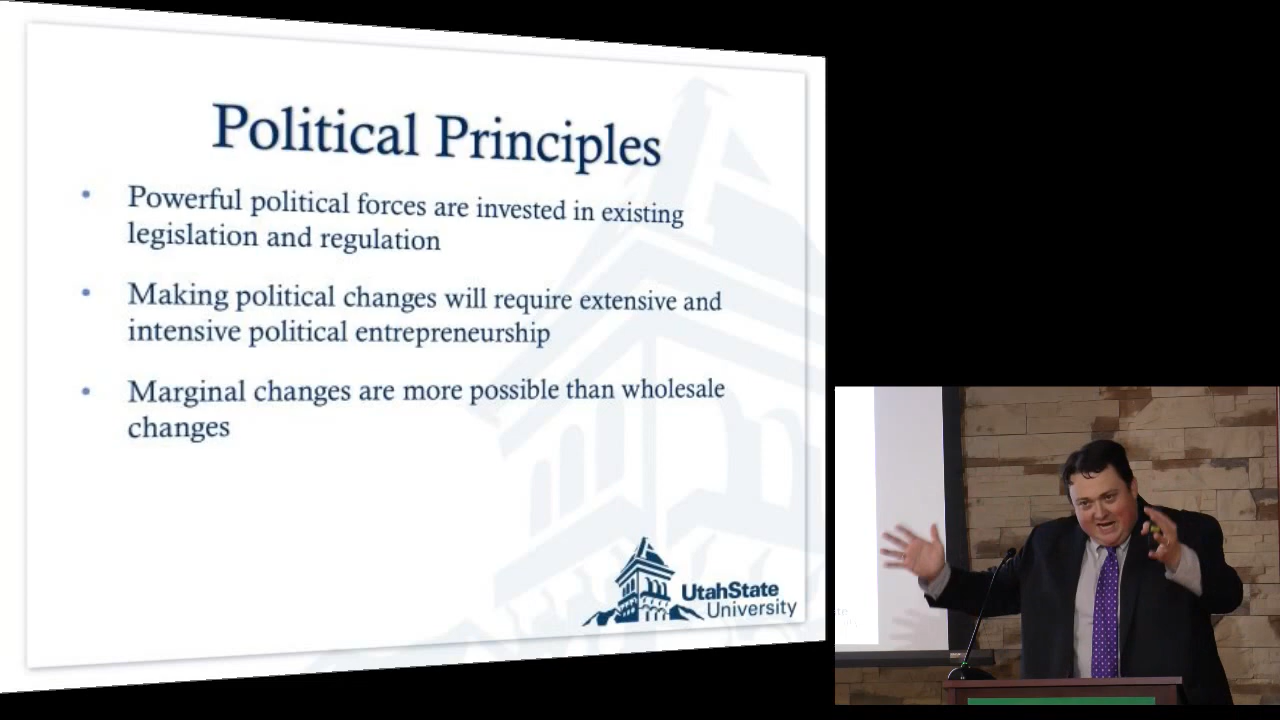 Political Principles
• Powerful political forces are invested in existing
legislation and regulation
• Making political changes will require extensive and
intensive political entrepreneurship
• Marginal changes are more possible than wholesale
changes
UtahState
University